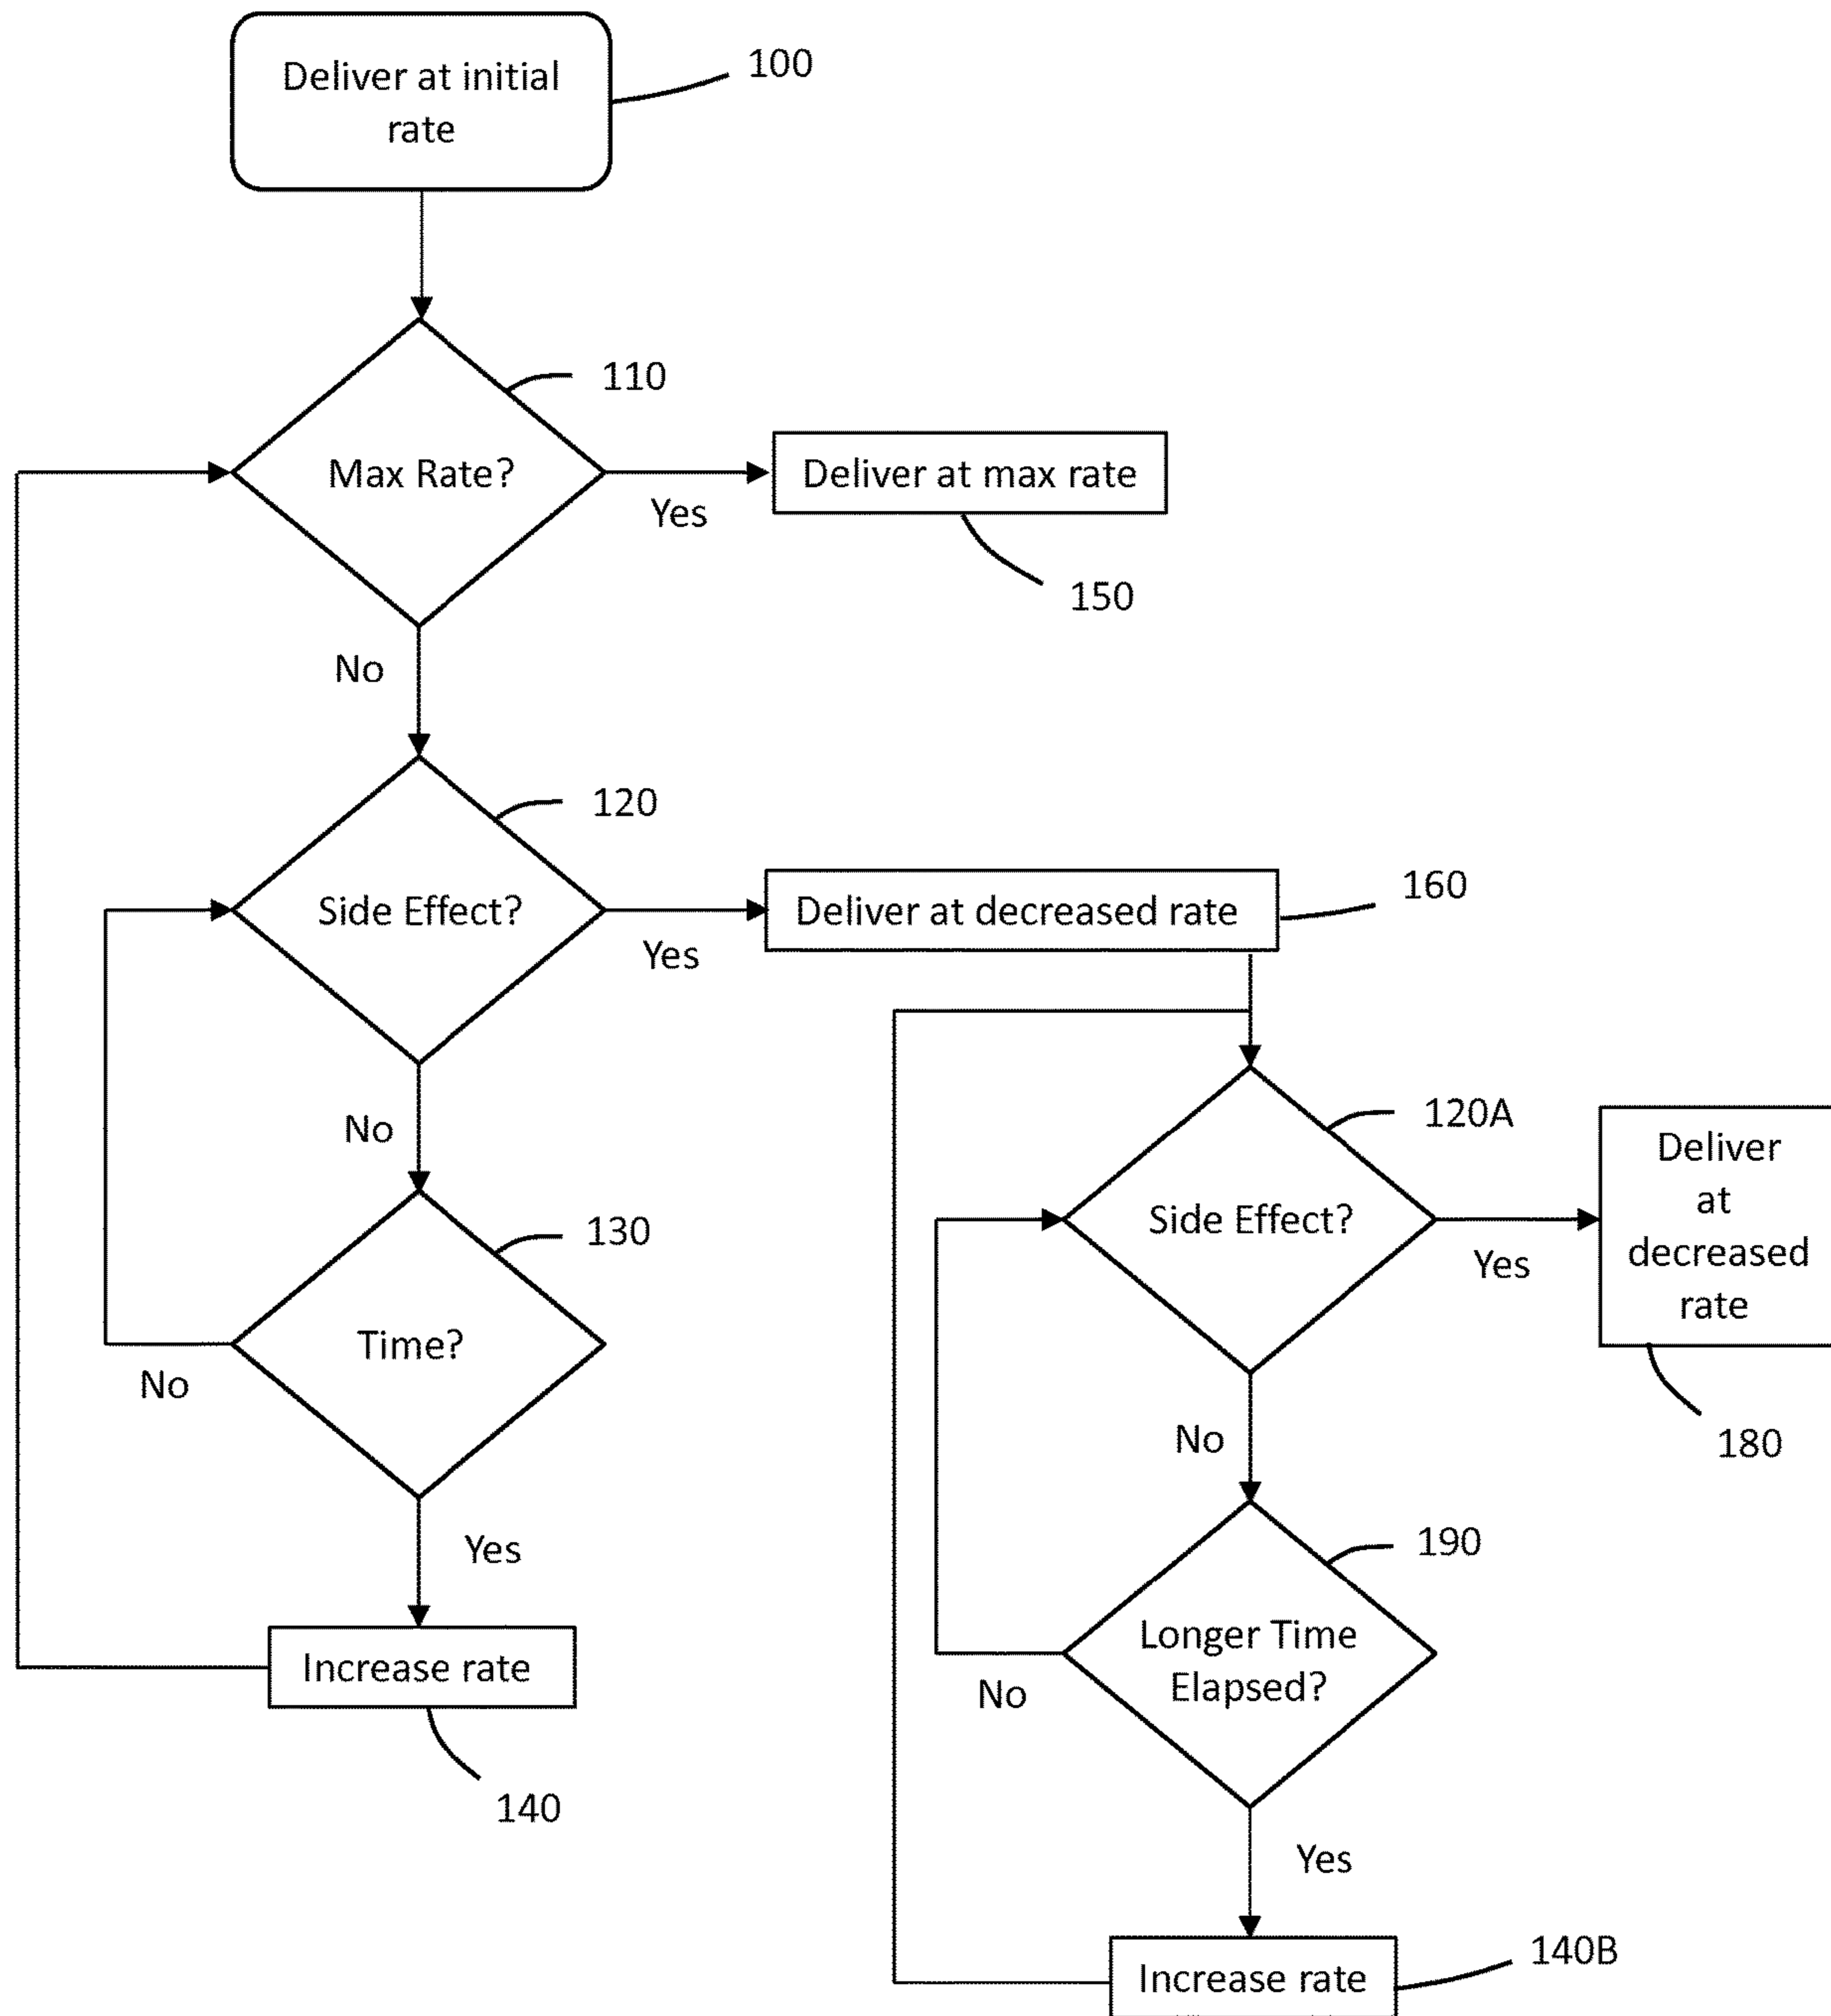 Deliver at initial
rate
100
110
Max Rate?
Yes
Deliver at max rate
150
No
120
Side Effect?
Yes
Deliver at decreased rate
160
No
130
Time?
No
Yes
Increase rate
140
120A
Side Effect?
Yes
Deliver
at
decreased
rate
180
No
190
Longer Time
Elapsed?
No
Yes
Increase rate
140B